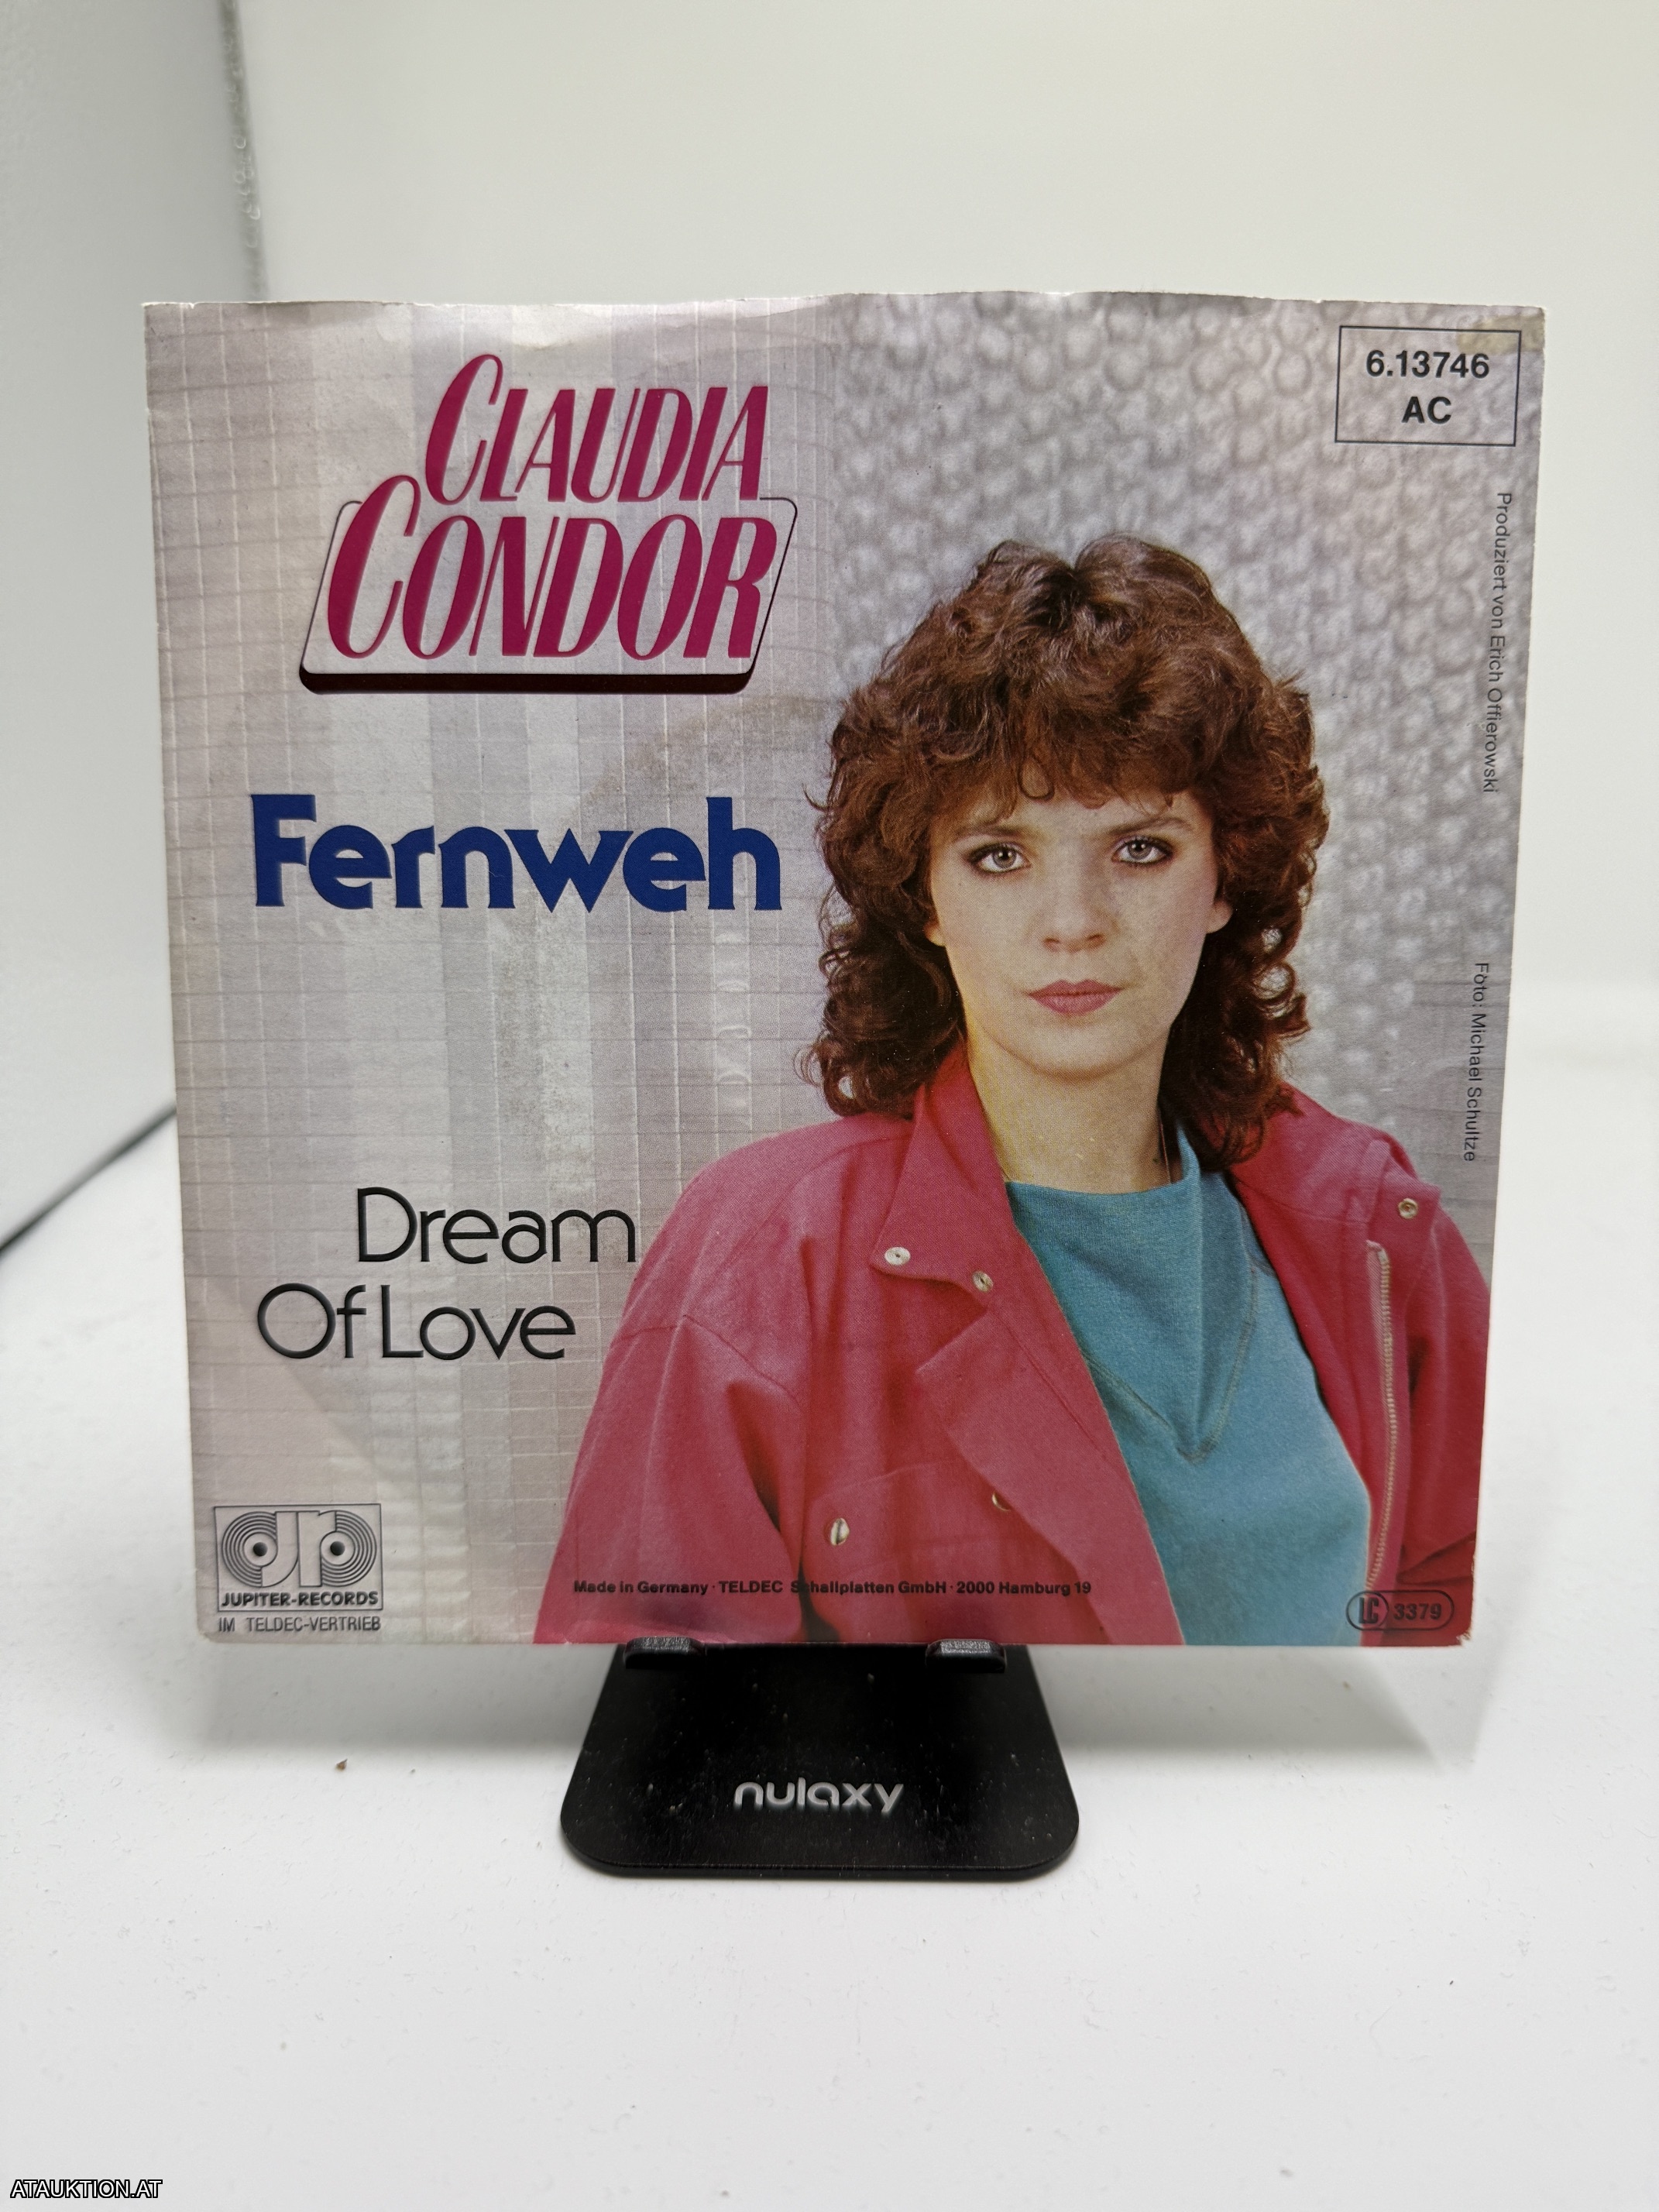 CLAUDIA
CONDOR
6.13746
AC
Produziert von Erich Offierowski
Fernweh
Foto: Michael Schultze
Dream
Of Love
jr
JUPITER-RECORDS
IM TELDEC-VERTRIEB
Made in Germany · TELDEC Schallplatten GmbH · 2000 Hamburg 19
LC 3379
nulaxy
ATAUKTION.AT